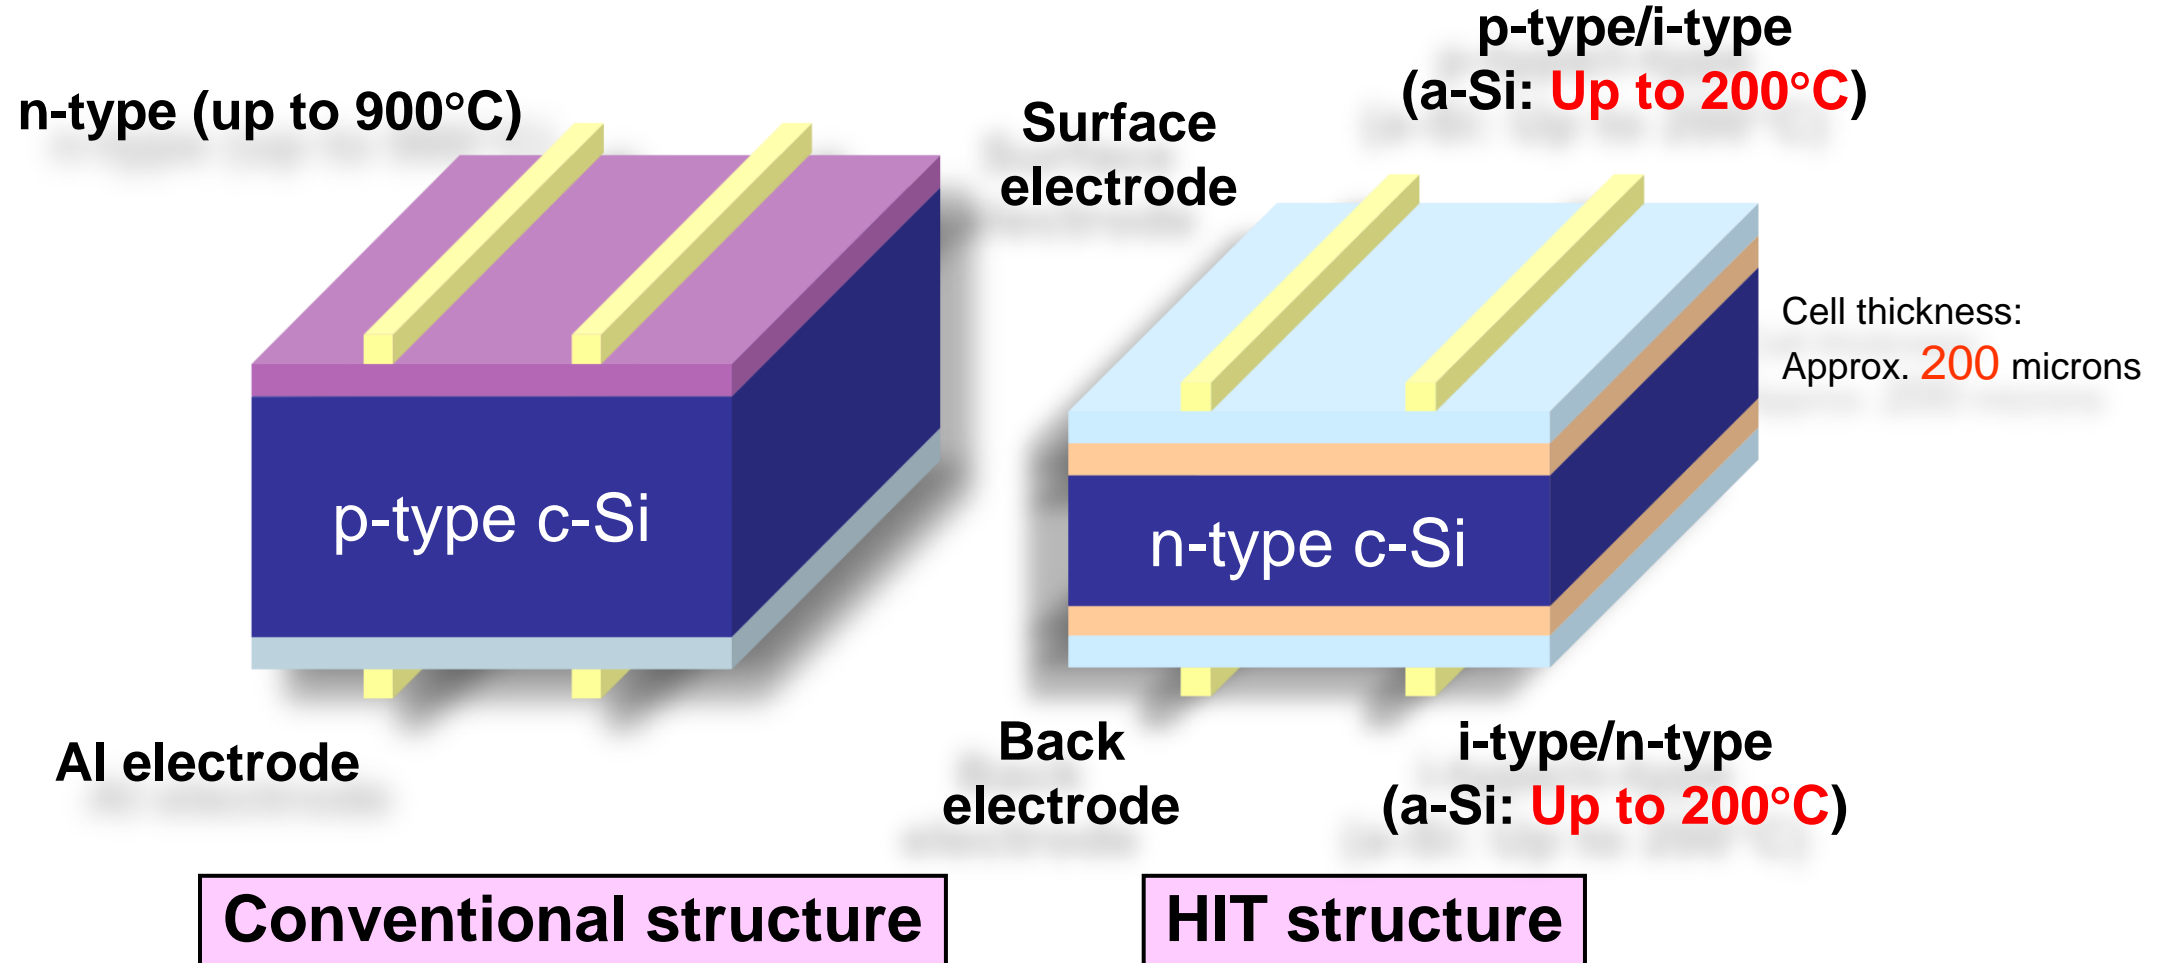 n-type (up to 900°C)
p-type c-Si
Al electrode
Conventional structure
Surface
electrode
p-type/i-type
(a-Si: Up to 200°C)
Cell thickness:
Approx. 200 microns
n-type c-Si
Back
electrode
i-type/n-type
(a-Si: Up to 200°C)
HIT structure